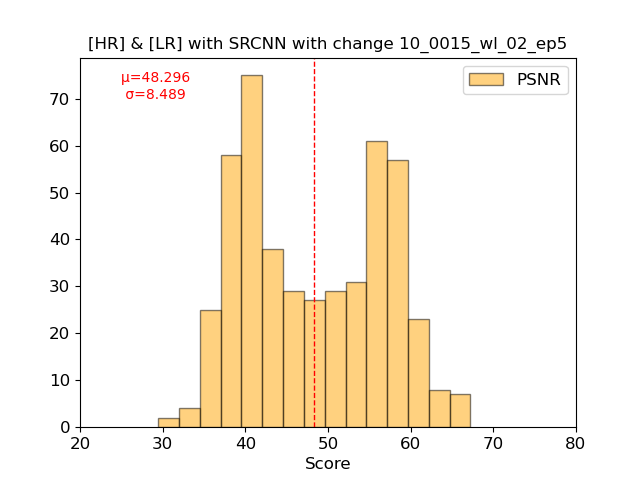 [HR] & [LR] with SRCNN with change 10_0015_wl_02_ep5
μ=48.296
σ=8.489
PSNR
70
60
50
40
30
20
10
0
20 30 40 50 60 70 80
Score